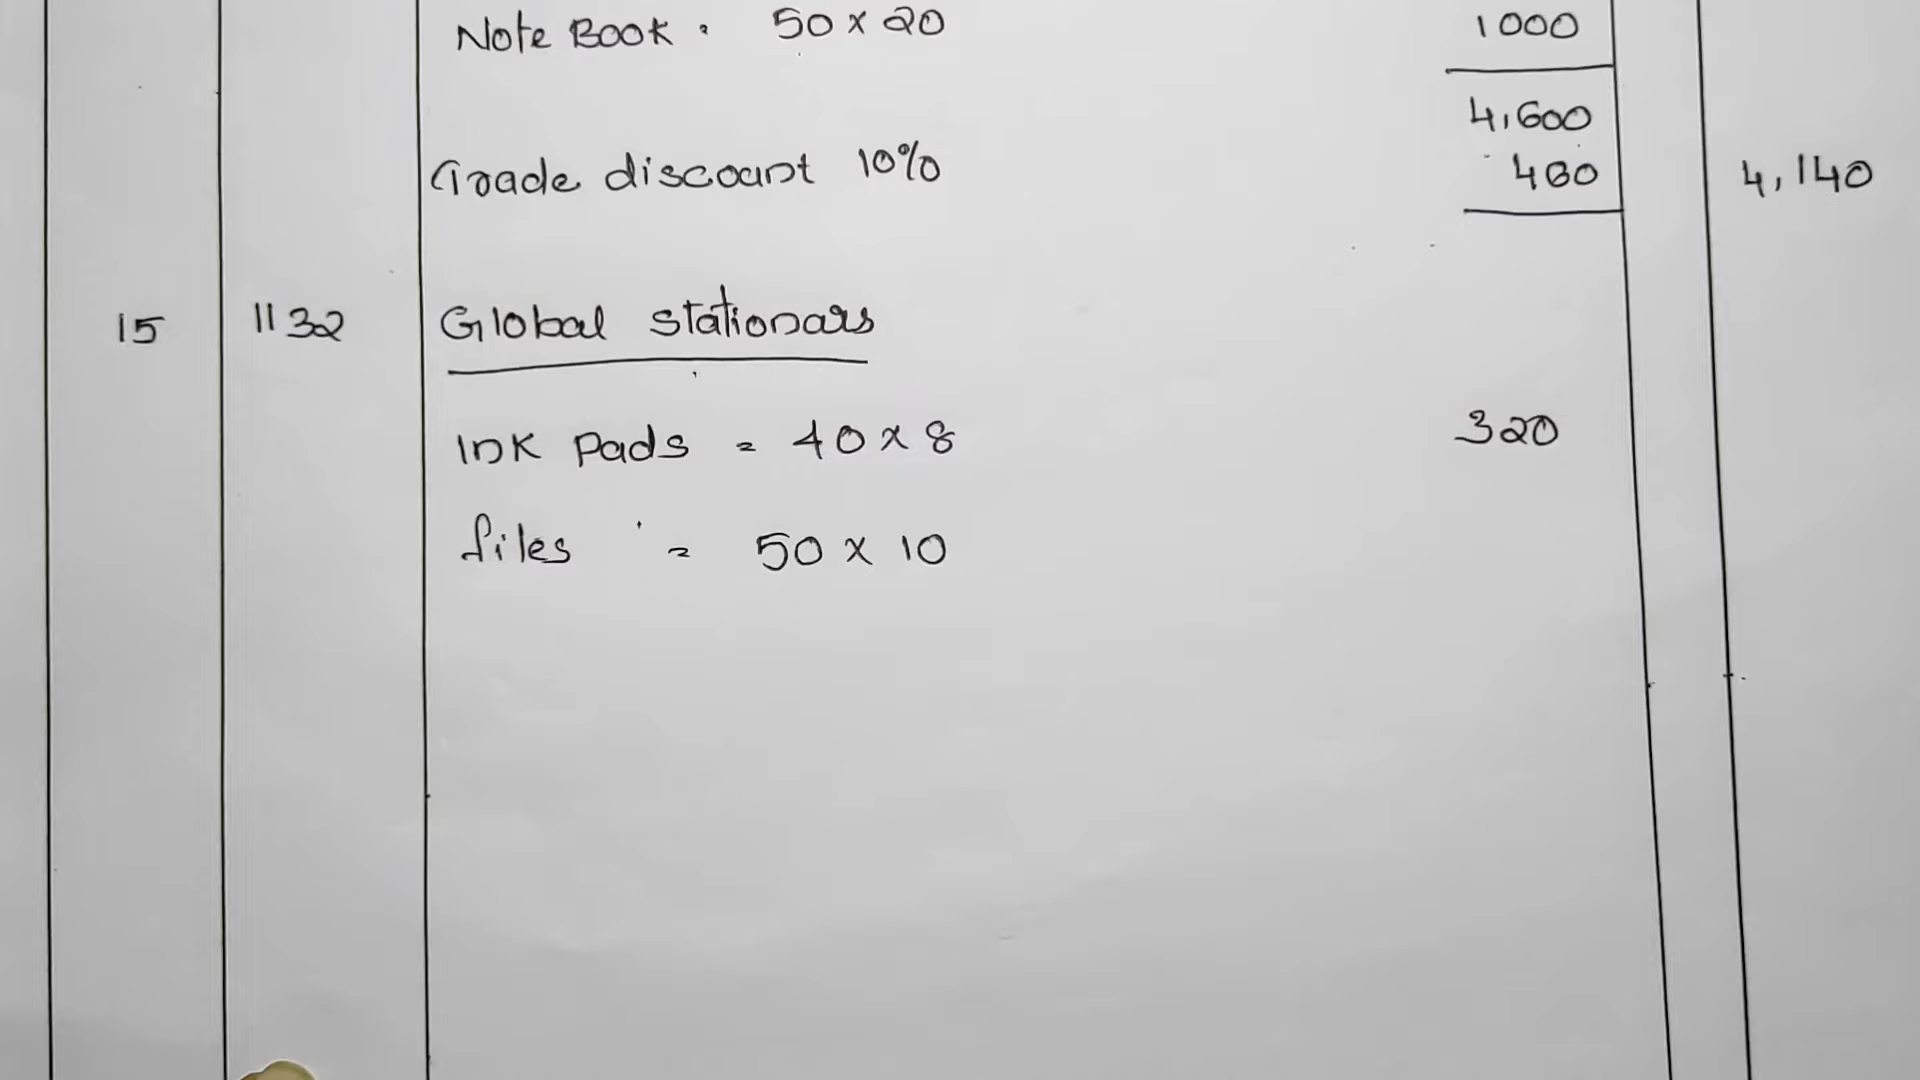 Note Book = 50 x 20 1000
4,600
Trade discount 10% 460 4,140
15 1132 Global stationars
Ink Pads = 40 x 8 320
files = 50 x 10